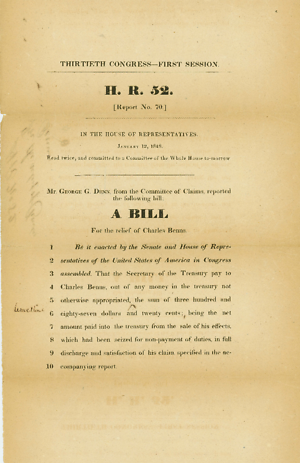 THIRTIETH CONGRESS—FIRST SESSION.
H. R. 52.
[Report No. 70]
IN THE HOUSE OF REPRESENTATIVES.
January 12, 1848.
Read twice, and committed to a Committee of the Whole House to-morrow
Mr. George G. Dunn, from the Committee of Claims, reported
the following bill:
A BILL
For the relief of Charles Benns.
1 Be it enacted by the Senate and House of Repre-
2 sentatives of the United States of America in Congress
3 assembled, That the Secretary of the Treasury pay to
4 Charles Benns, out of any money in the treasury not
5 otherwise appropriated, the sum of three hundred and
6 eighty-seven dollars and twenty cents, being the net
7 amount paid into the treasury from the sale of his effects,
8 which had been seized for non-payment of duties, in full
9 discharge and satisfaction of his claim specified in the ac-
10 companying report